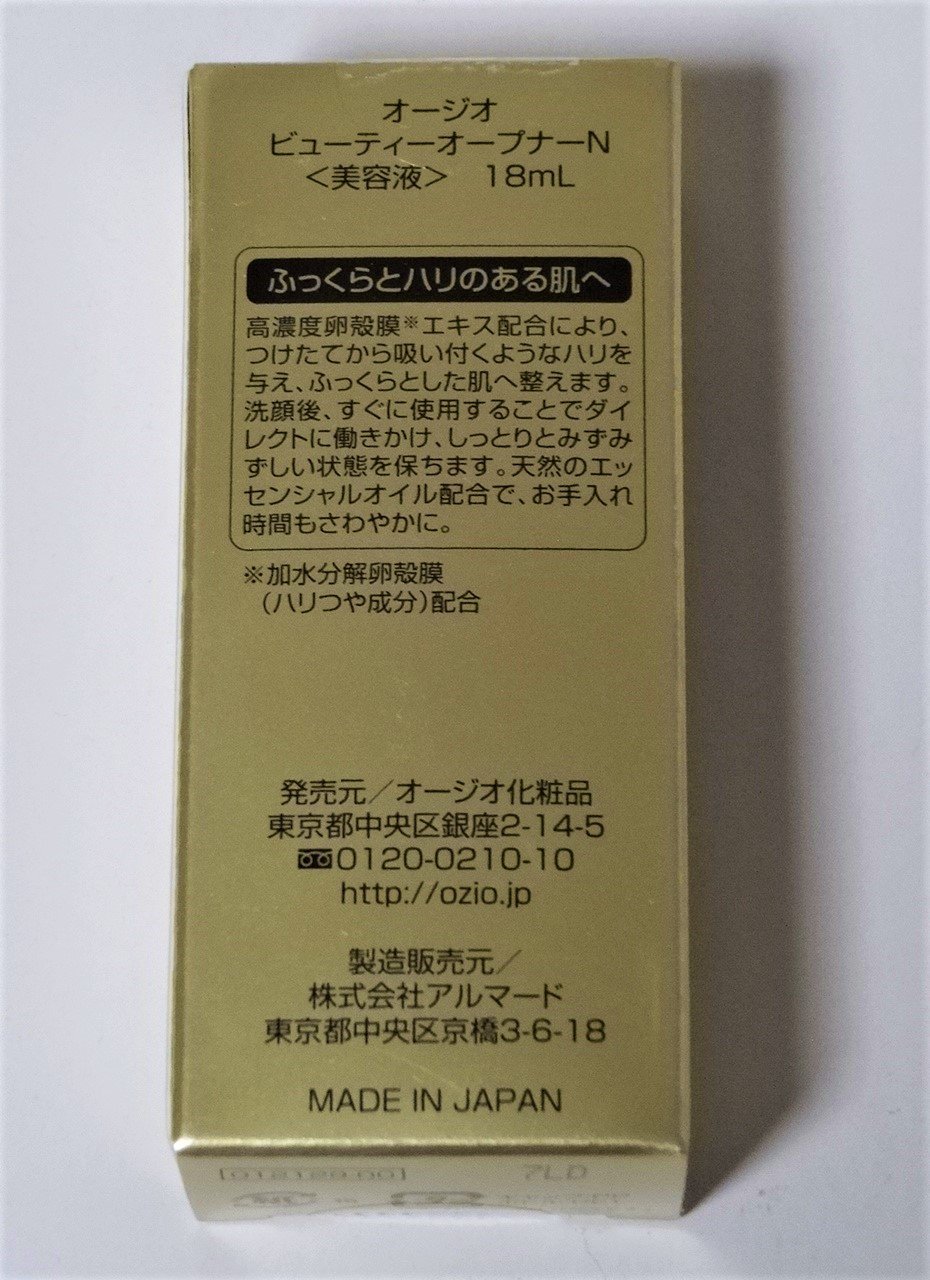 オージオ
ビューティーオープナーN
＜美容液＞　18mL
ふっくらとハリのある肌へ
高濃度卵殻膜※エキス配合により、
つけたてから吸い付くようなハリを
与え、ふっくらとした肌へ整えます。
洗顔後、すぐに使用することでダイ
レクトに働きかけ、しっとりとみずみ
ずしい状態を保ちます。天然のエッ
センシャルオイル配合で、お手入れ
時間もさわやかに。
※加水分解卵殻膜
（ハリつや成分）配合
発売元／オージオ化粧品
東京都中央区銀座2-14-5
0120-0210-10
http://ozio.jp
製造販売元／
株式会社アルマード
東京都中央区京橋3-6-18
MADE IN JAPAN